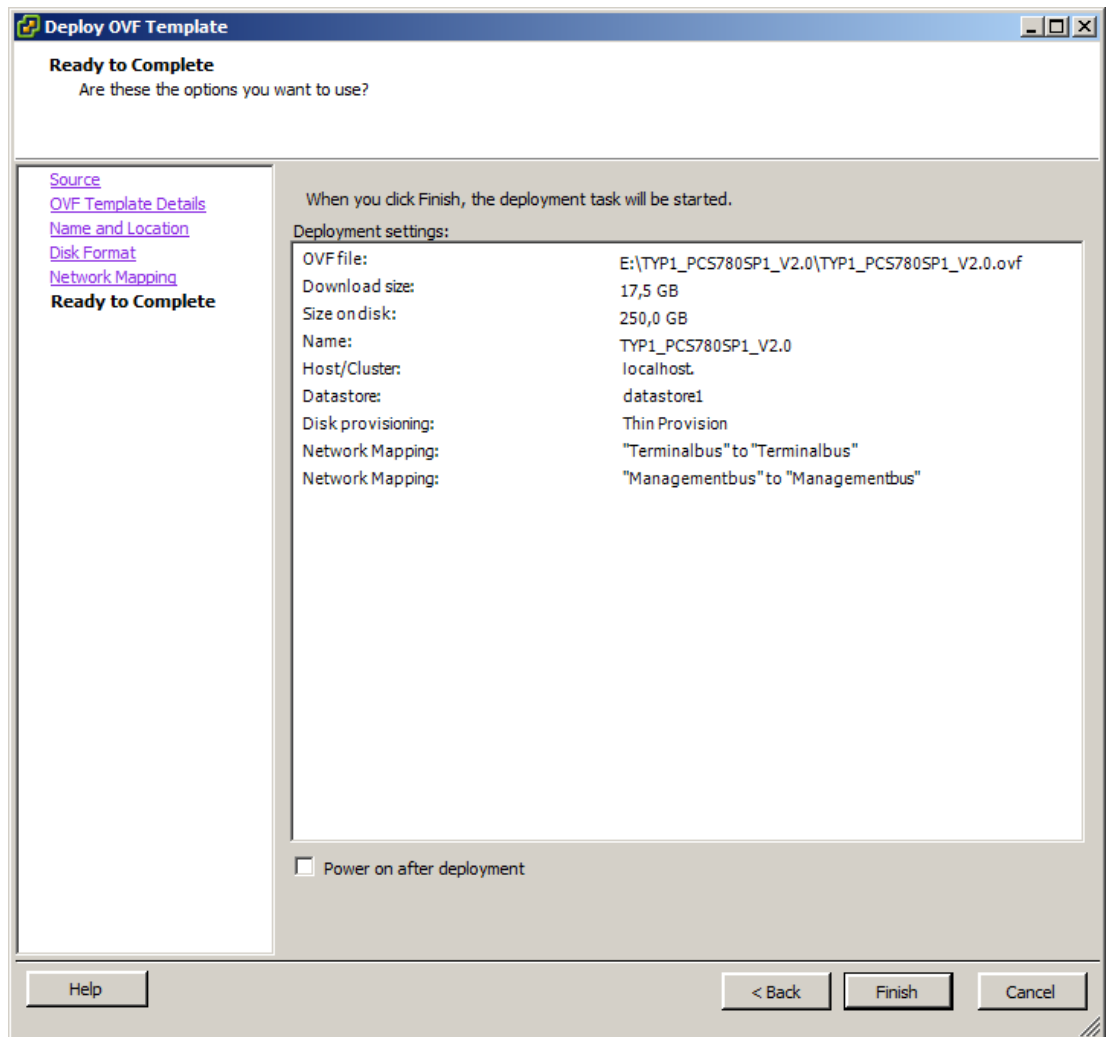 Deploy OVF Template
Ready to Complete
Are these the options you want to use?
Source
OVF Template Details
Name and Location
Disk Format
Network Mapping
Ready to Complete
When you click Finish, the deployment task will be started.
Deployment settings:
OVF file: E:\TYP1_PCS780SP1_V2.0\TYP1_PCS780SP1_V2.0.ovf
Download size: 17,5 GB
Size on disk: 250,0 GB
Name: TYP1_PCS780SP1_V2.0
Host/Cluster: localhost.
Datastore: datastore1
Disk provisioning: Thin Provision
Network Mapping: "Terminalbus" to "Terminalbus"
Network Mapping: "Managementbus" to "Managementbus"
Power on after deployment
Help < Back Finish Cancel